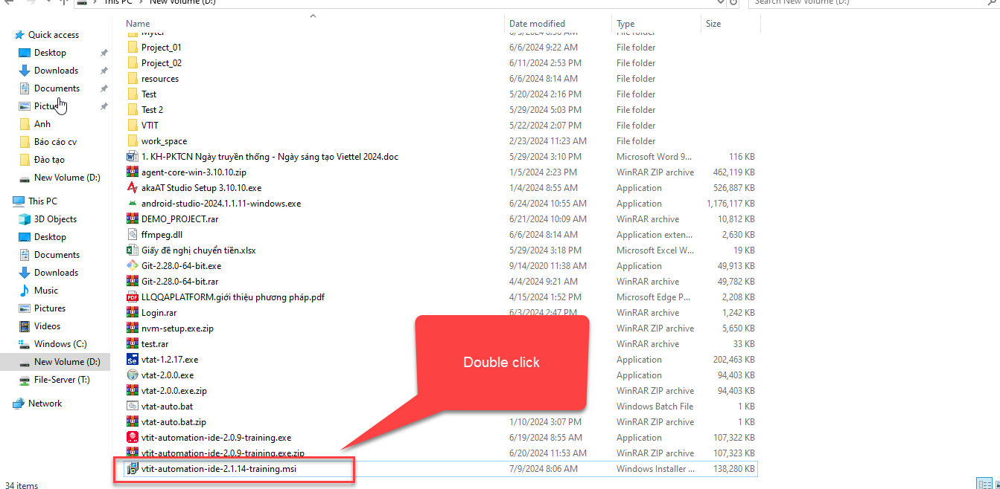 This PC
New Volume (D:)
Search New Volume (D:)
Name Date modified Type Size
Quick access
Desktop
Downloads
Documents
Anh
Báo cáo cv
Đào tạo
New Volume (D:)
This PC
3D Objects
Desktop
Documents
Downloads
Music
Pictures
Videos
Windows (C:)
New Volume (D:)
File-Server (T:)
Network
Project_01 6/6/2024 9:22 AM File folder
Project_02 6/11/2024 2:53 PM File folder
resources 6/6/2024 8:14 AM File folder
Test 5/20/2024 2:16 PM File folder
Test 2 5/29/2024 5:03 PM File folder
VTIT 5/22/2024 2:07 PM File folder
work_space 2/23/2024 11:23 AM File folder
1. KH-PKTCN Ngày truyền thống - Ngày sáng tạo Viettel 2024.doc 5/29/2024 3:10 PM Microsoft Word 9... 116 KB
agent-core-win-3.10.10.zip 1/5/2024 2:23 PM WinRAR ZIP archive 462,119 KB
akaAT Studio Setup 3.10.10.exe 1/4/2024 8:55 AM Application 526,887 KB
android-studio-2024.1.1.11-windows.exe 6/24/2024 10:55 AM Application 1,176,117 KB
DEMO_PROJECT.rar 6/21/2024 10:09 AM WinRAR archive 10,812 KB
ffmpeg.dll 6/6/2024 8:14 AM Application exten... 2,630 KB
Giấy đề nghị chuyển tiền.xlsx 5/29/2024 3:18 PM Microsoft Excel W... 19 KB
Git-2.28.0-64-bit.exe 9/14/2020 11:38 AM Application 49,913 KB
Git-2.28.0-64-bit.rar 4/4/2024 9:21 AM WinRAR archive 49,782 KB
LLQQAPLATFORM.giới thiệu phương pháp.pdf 4/15/2024 1:52 PM Microsoft Edge P... 2,208 KB
Login.rar 6/3/2024 2:47 PM WinRAR archive 1,242 KB
nvm-setup.exe.zip WinRAR ZIP archive 5,650 KB
test.rar WinRAR archive 33 KB
vtat-1.2.17.exe Application 202,463 KB
vtat-2.0.0.exe Application 94,403 KB
vtat-2.0.0.exe.zip WinRAR ZIP archive 94,403 KB
vtat-auto.bat Windows Batch File 1 KB
vtat-auto.bat.zip 1/10/2024 3:07 PM WinRAR ZIP archive 1 KB
vtit-automation-ide-2.0.9-training.exe 6/19/2024 8:55 AM Application 107,322 KB
vtit-automation-ide-2.0.9-training.exe.zip 6/20/2024 11:53 AM WinRAR ZIP archive 107,323 KB
vtit-automation-ide-2.1.14-training.msi 7/9/2024 8:06 AM Windows Installer ... 138,280 KB
Double click
34 items